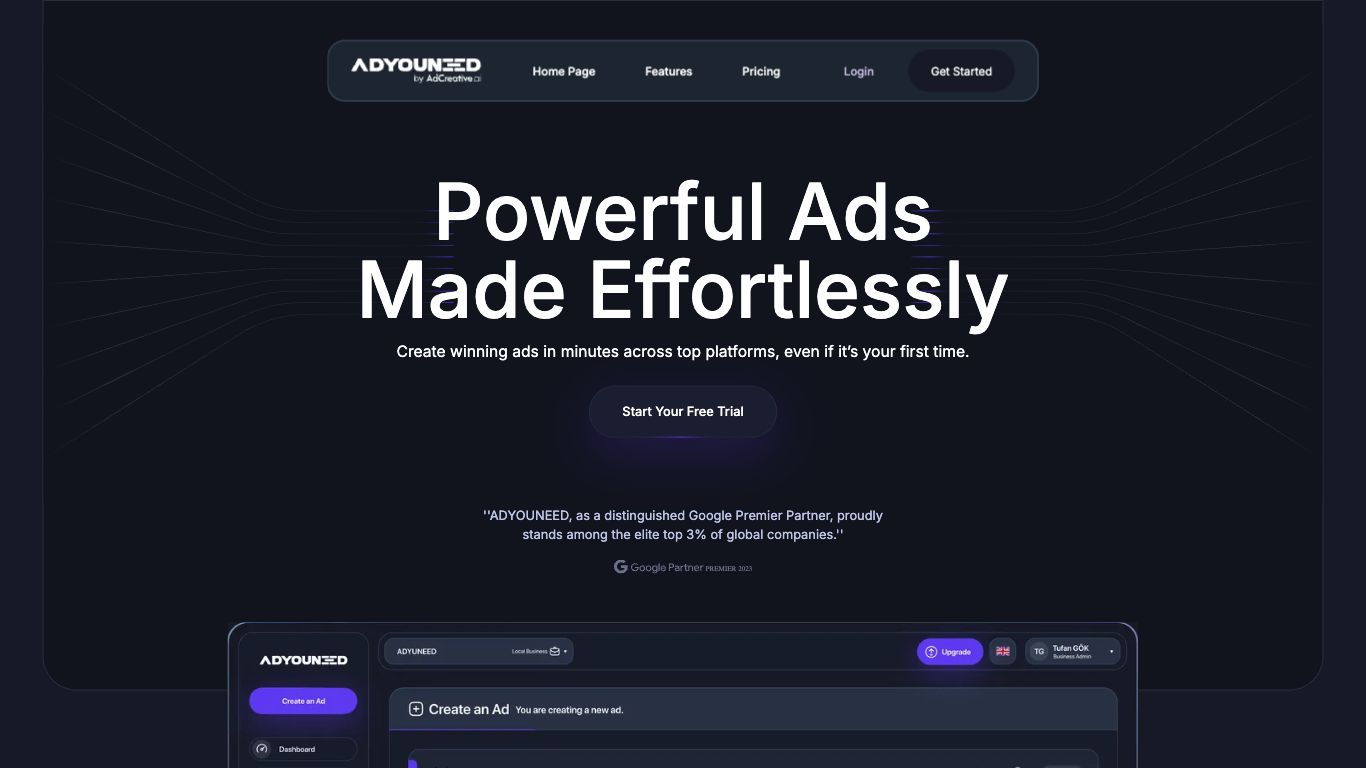 ADYOUNEED
by AdCreative.ai
Home Page
Features
Pricing
Login
Get Started
Powerful Ads
Made Effortlessly
Create winning ads in minutes across top platforms, even if it’s your first time.
Start Your Free Trial
''ADYOUNEED, as a distinguished Google Premier Partner, proudly
stands among the elite top 3% of global companies.''
Google Partner PREMIER 2023
ADYOUNEED
ADYUNEED
Local Business
Upgrade
TG
Tufan GÖK
Business Admin
Create an Ad
Create an Ad You are creating a new ad.
Dashboard